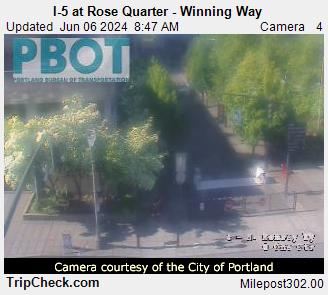 I-5 at Rose Quarter - Winning Way
Updated Jun 06 2024 8:47 AM Camera 4
PBOT
PORTLAND BUREAU OF TRANSPORTATION
Camera courtesy of the City of Portland
TripCheck.com Milepost302.00